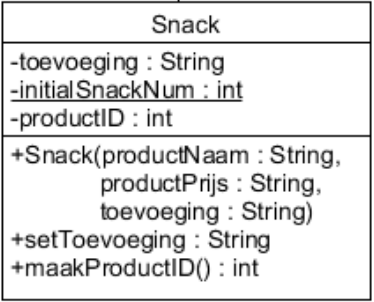 Snack
-toevoeging : String
-initialSnackNum : int
-productID : int
+Snack(productNaam : String,
productPrijs : String,
toevoeging : String)
+setToevoeging : String
+maakProductID() : int